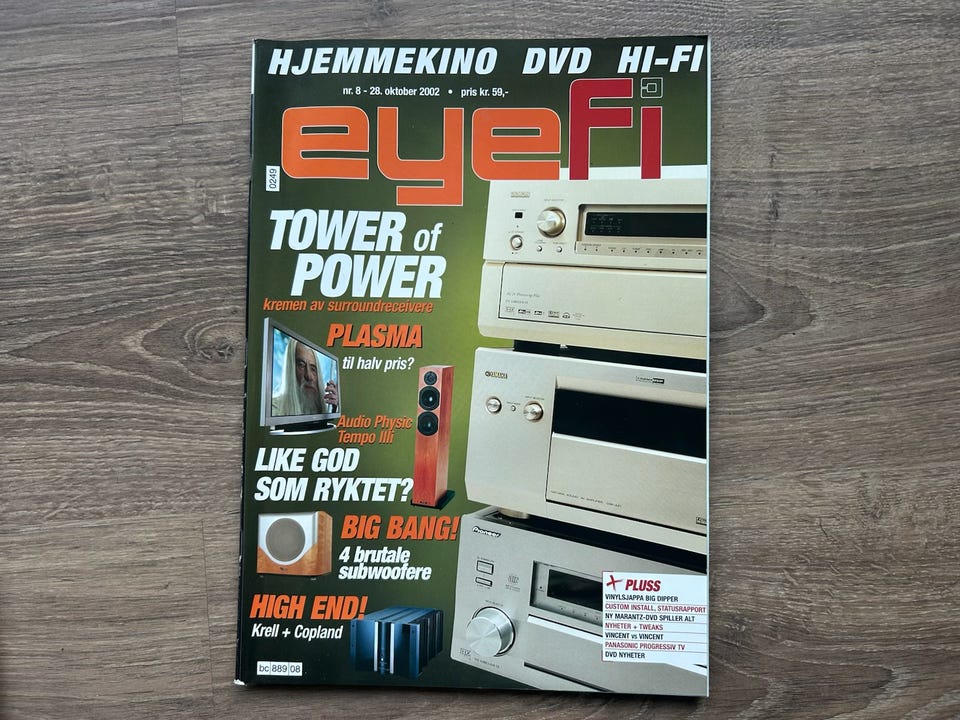 HJEMMEKINO DVD HI-FI
nr. 8 - 28. oktober 2002 • pris kr. 59,-
eyefi
0249
TOWER of
POWER
kremen av surroundreceivere
PLASMA
til halv pris?
Audio Physic
Tempo IIIi
LIKE GOD
SOM RYKTET?
BIG BANG!
4 brutale
subwoofere
HIGH END!
Krell + Copland
bc 889 08
YAMAHA
Pioneer
+ PLUSS
VINYLSJAPPA BIG DIPPER
CUSTOM INSTALL, STATUSRAPPORT
NY MARANTZ-DVD SPILLER ALT
NYHETER + TWEAKS
VINCENT vs VINCENT
PANASONIC PROGRESSIV TV
DVD NYHETER